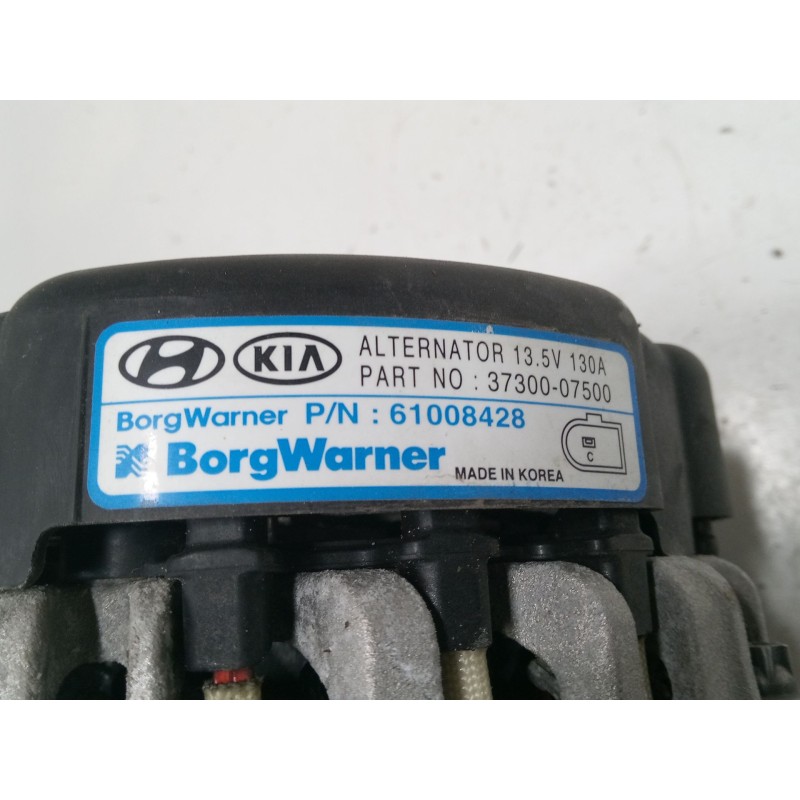 KIA ALTERNATOR 13.5V 130A
PART NO : 37300-07500
BorgWarner P/N : 61008428
BorgWarner MADE IN KOREA
C